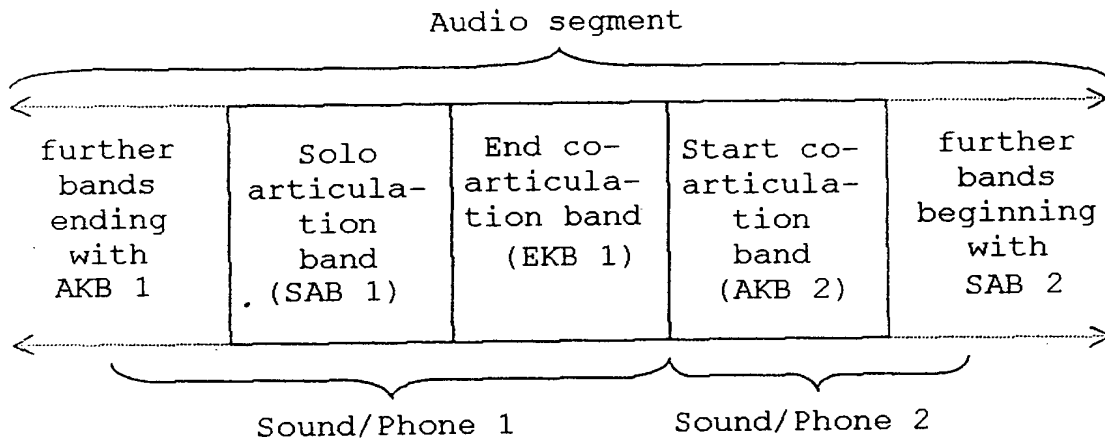 Audio segment
further
bands
ending
with
AKB 1
Solo
articula-
tion
band
(SAB 1)
End co-
articula-
tion band
(EKB 1)
Start co-
articula-
tion
band
(AKB 2)
further
bands
beginning
with
SAB 2
Sound/Phone 1
Sound/Phone 2